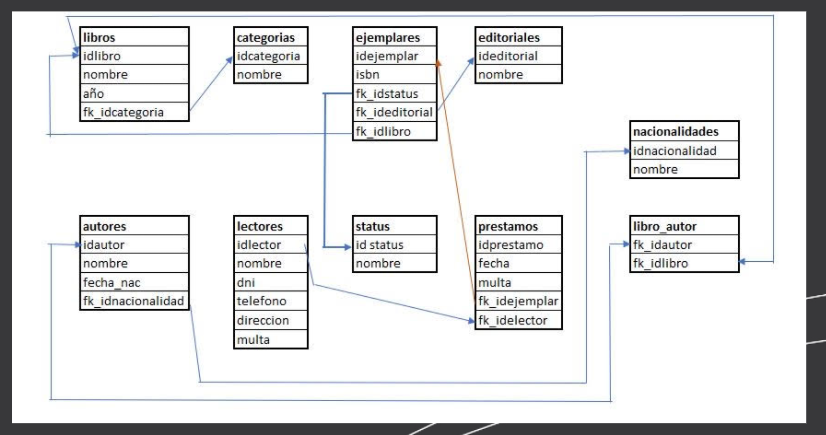 libros
idlibro
nombre
año
fk_idcategoria
categorias
idcategoria
nombre
ejemplares
idejemplar
isbn
fk_idstatus
fk_ideditorial
fk_idlibro
editoriales
ideditorial
nombre
nacionalidades
idnacionalidad
nombre
autores
idautor
nombre
fecha_nac
fk_idnacionalidad
lectores
idlector
nombre
dni
telefono
direccion
multa
status
id status
nombre
prestamos
idprestamo
fecha
multa
fk_idejemplar
fk_idelector
libro_autor
fk_idautor
fk_idlibro